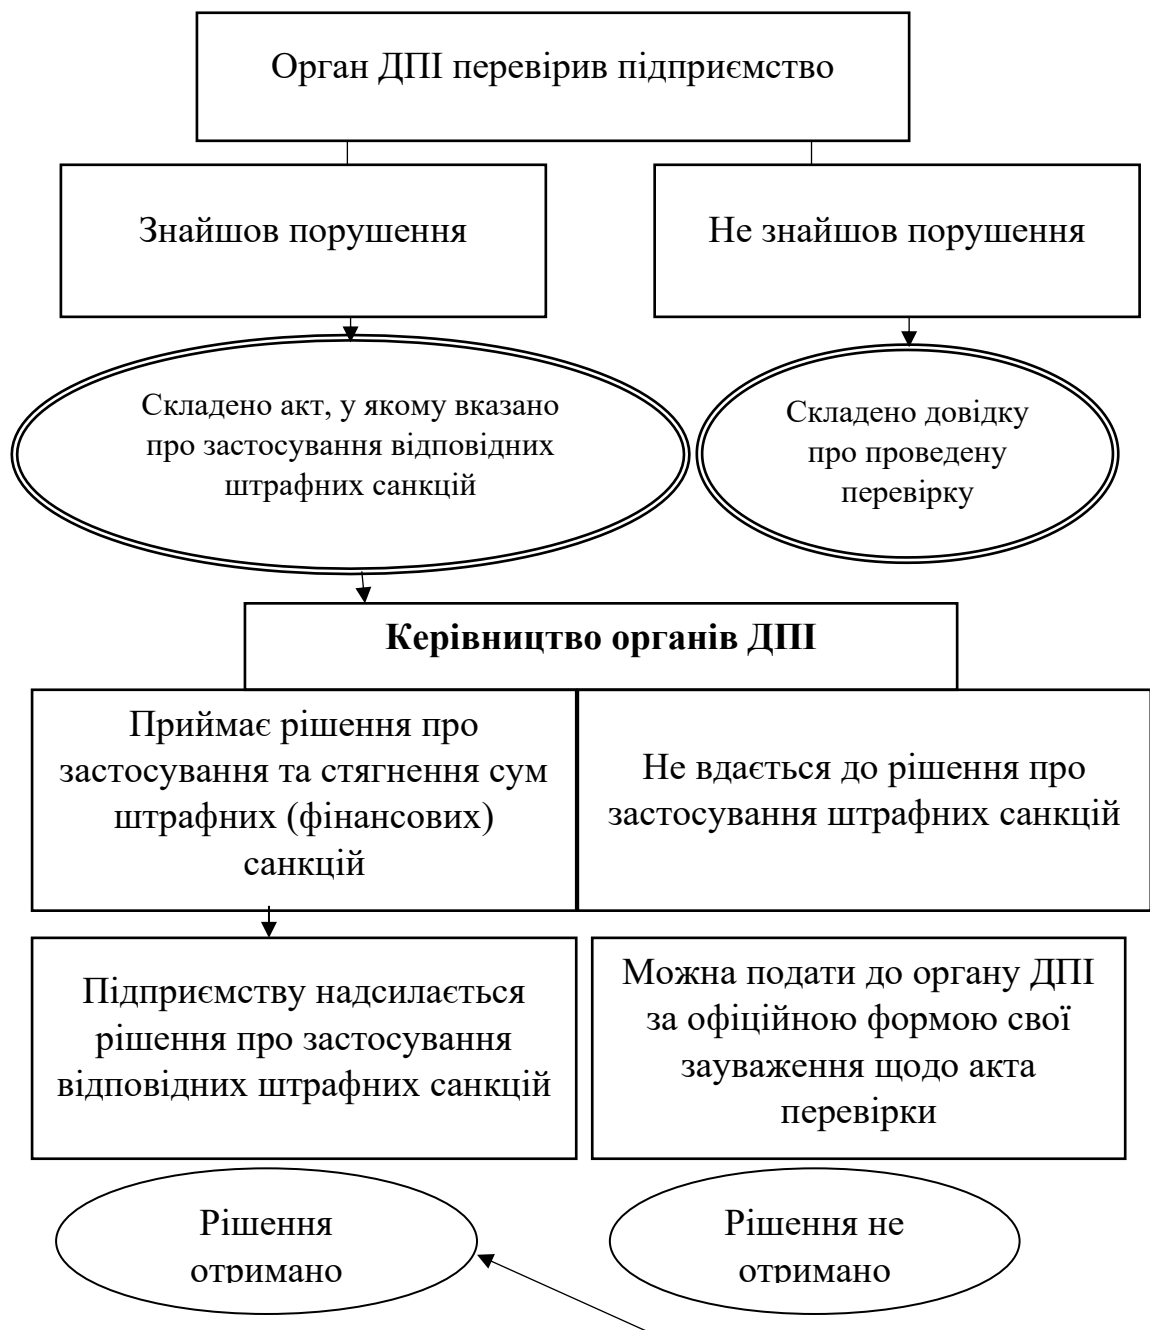 Орган ДПІ перевірив підприємство
Знайшов порушення
Не знайшов порушення
Складено акт, у якому вказано
про застосування відповідних
штрафних санкцій
Складено довідку
про проведену
перевірку
Керівництво органів ДПІ
Приймає рішення про
застосування та стягнення сум
штрафних (фінансових)
санкцій
Не вдається до рішення про
застосування штрафних санкцій
Підприємству надсилається
рішення про застосування
відповідних штрафних санкцій
Можна подати до органу ДПІ
за офіційною формою свої
зауваження щодо акта
перевірки
Рішення
отримано
Рішення не
отримано